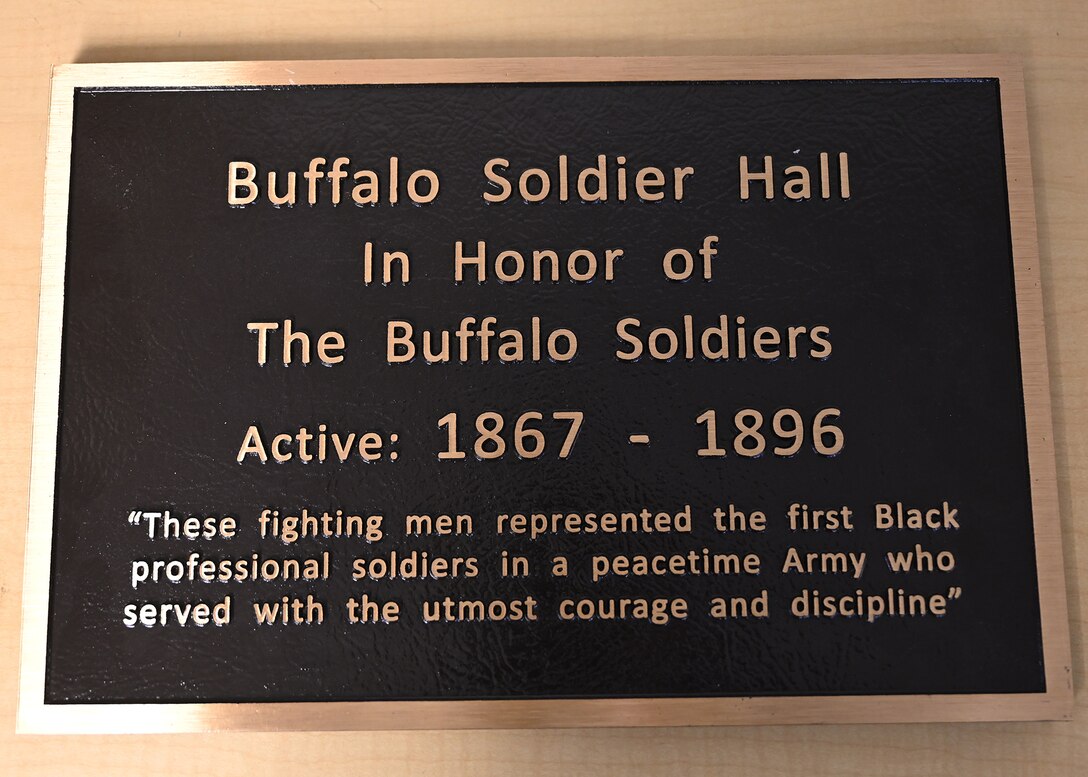 Buffalo Soldier Hall
In Honor of
The Buffalo Soldiers
Active: 1867 - 1896
“These fighting men represented the first Black
professional soldiers in a peacetime Army who
served with the utmost courage and discipline”